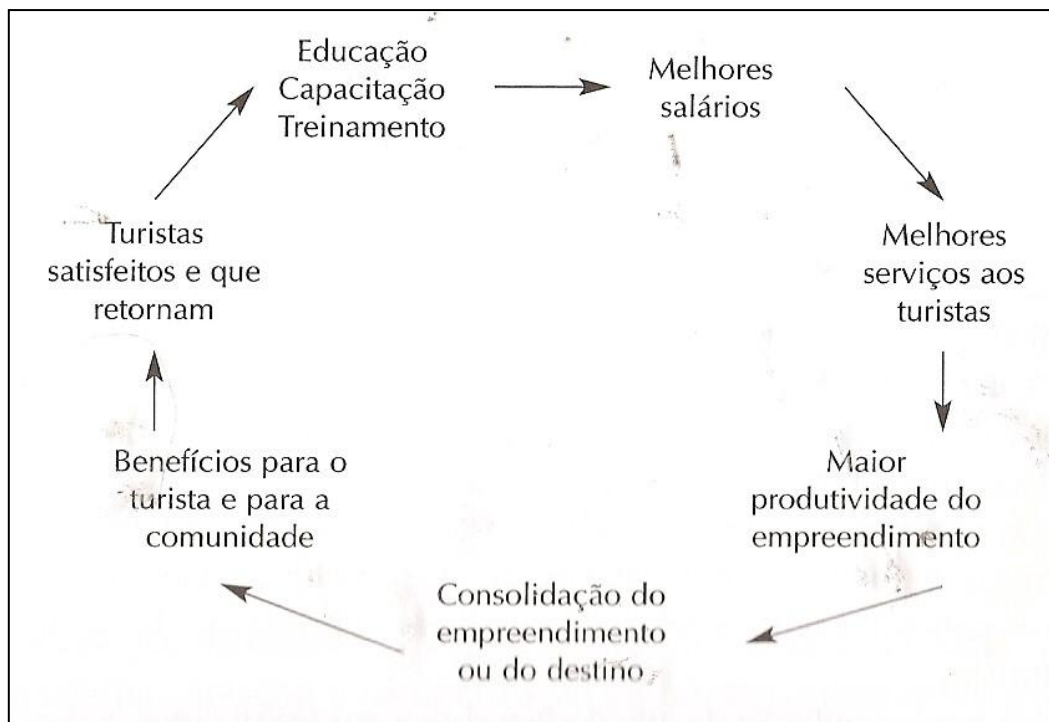 Educação
Capacitação
Treinamento
Melhores
salários
Melhores
serviços aos
turistas
Maior
produtividade do
empreendimento
Consolidação do
empreendimento
ou do destino
Benefícios para o
turista e para a
comunidade
Turistas
satisfeitos e que
retornam